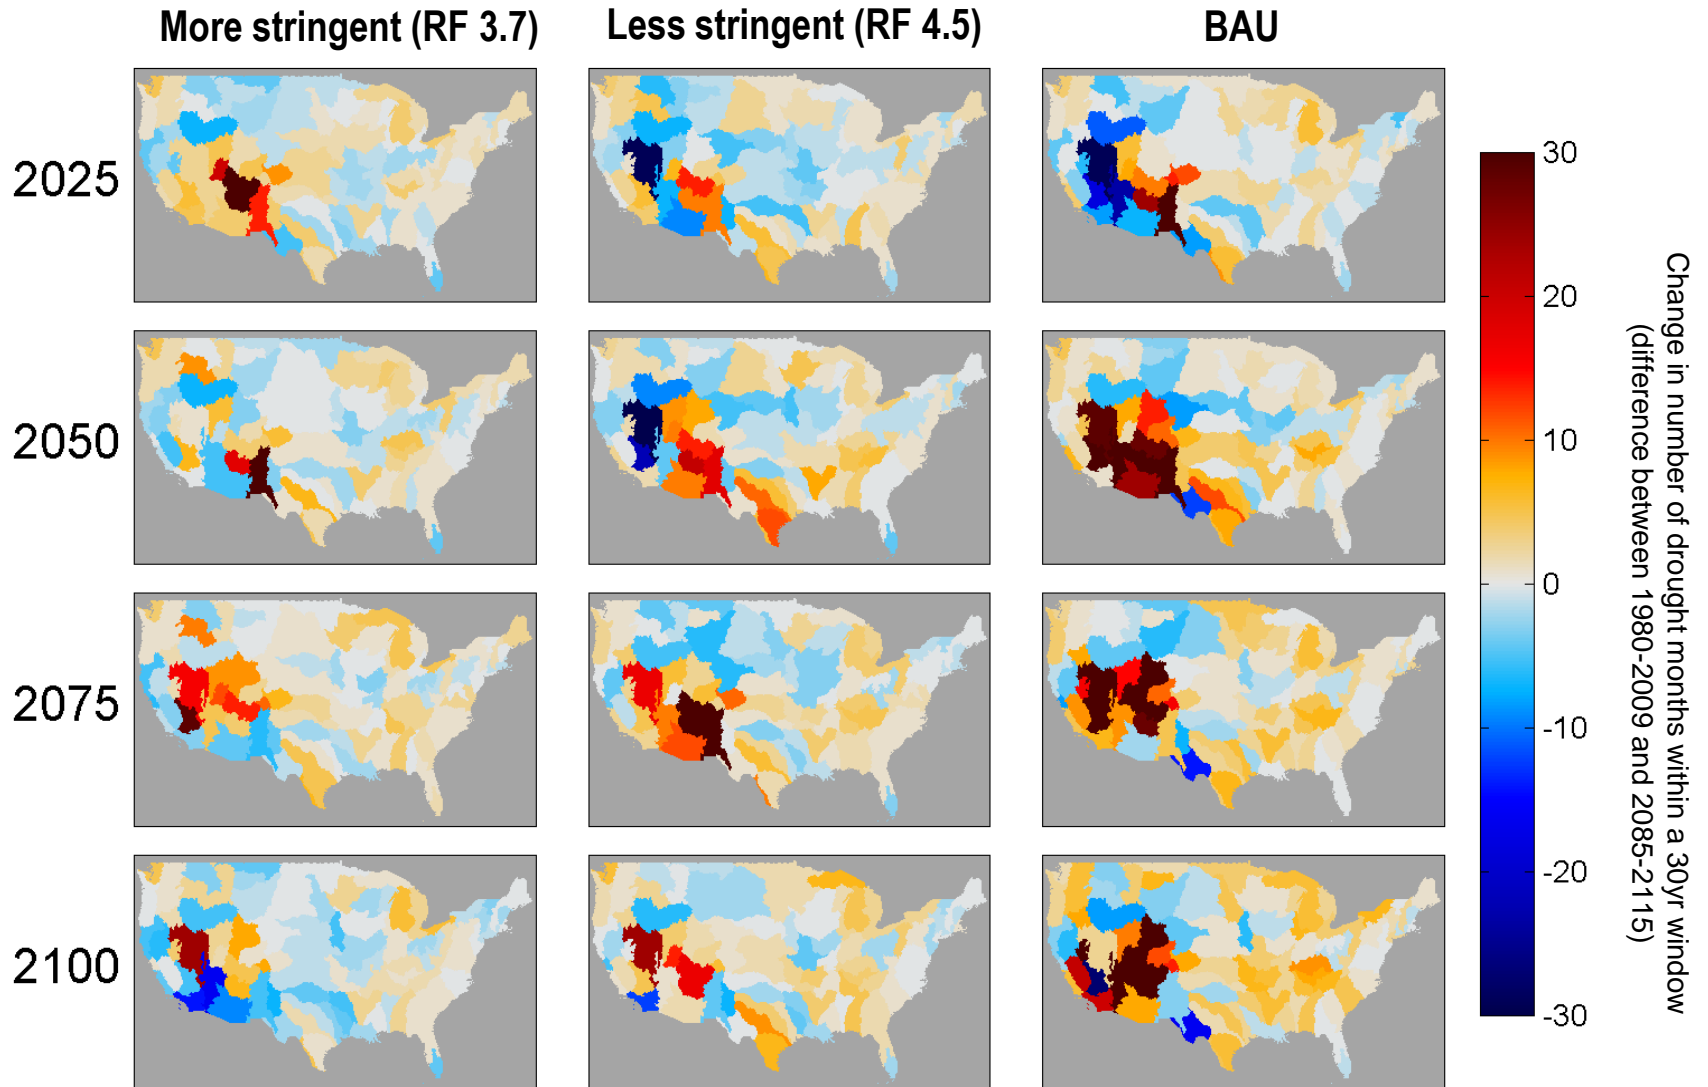 More stringent (RF 3.7)
Less stringent (RF 4.5)
BAU
2025
2050
2075
2100
30
20
10
0
-10
-20
-30
Change in number of drought months within a 30yr window
(difference between 1980-2009 and 2085-2115)